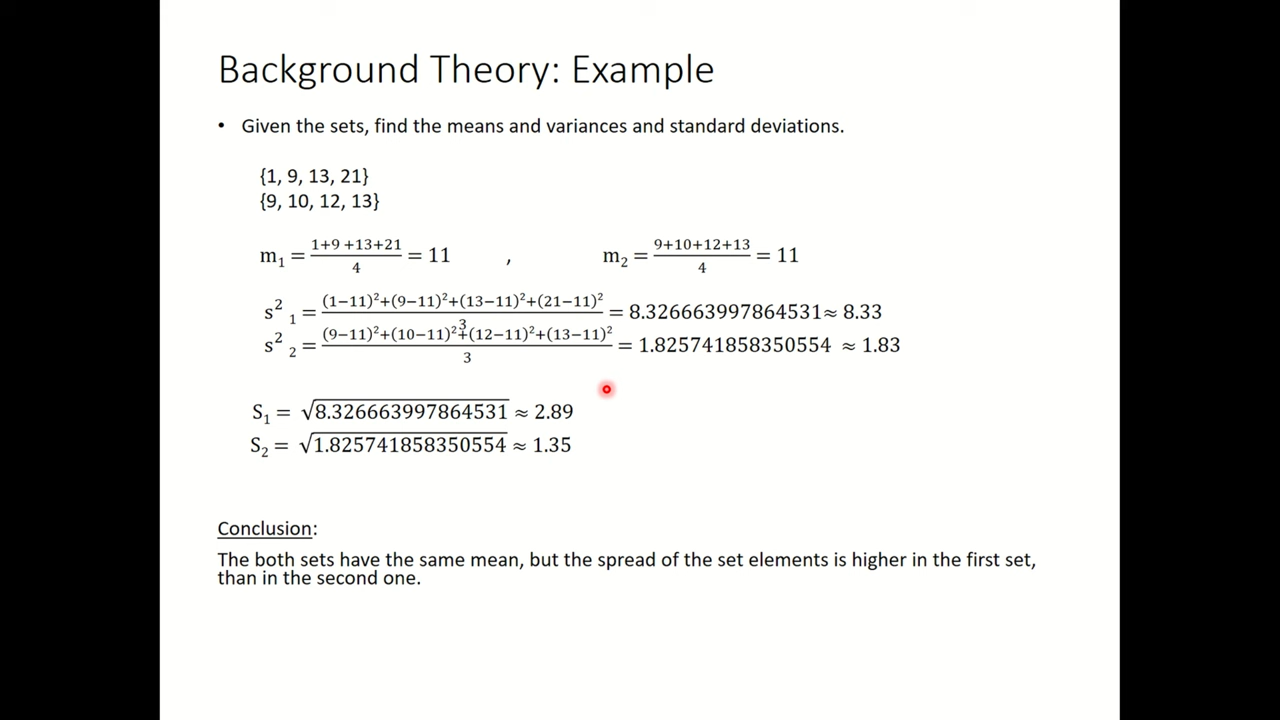 Background Theory: Example
• Given the sets, find the means and variances and standard deviations.
{1, 9, 13, 21}
{9, 10, 12, 13}
m₁ = (1+9 +13+21)/4 = 11 , m₂ = (9+10+12+13)/4 = 11
s²₁ = ((1−11)²+(9−11)²+(13−11)²+(21−11)²)/3 = 8.326663997864531≈ 8.33
s²₂ = ((9−11)²+(10−11)²+(12−11)²+(13−11)²)/3 = 1.825741858350554 ≈ 1.83
S₁ = √8.326663997864531 ≈ 2.89
S₂ = √1.825741858350554 ≈ 1.35
Conclusion:
The both sets have the same mean, but the spread of the set elements is higher in the first set,
than in the second one.